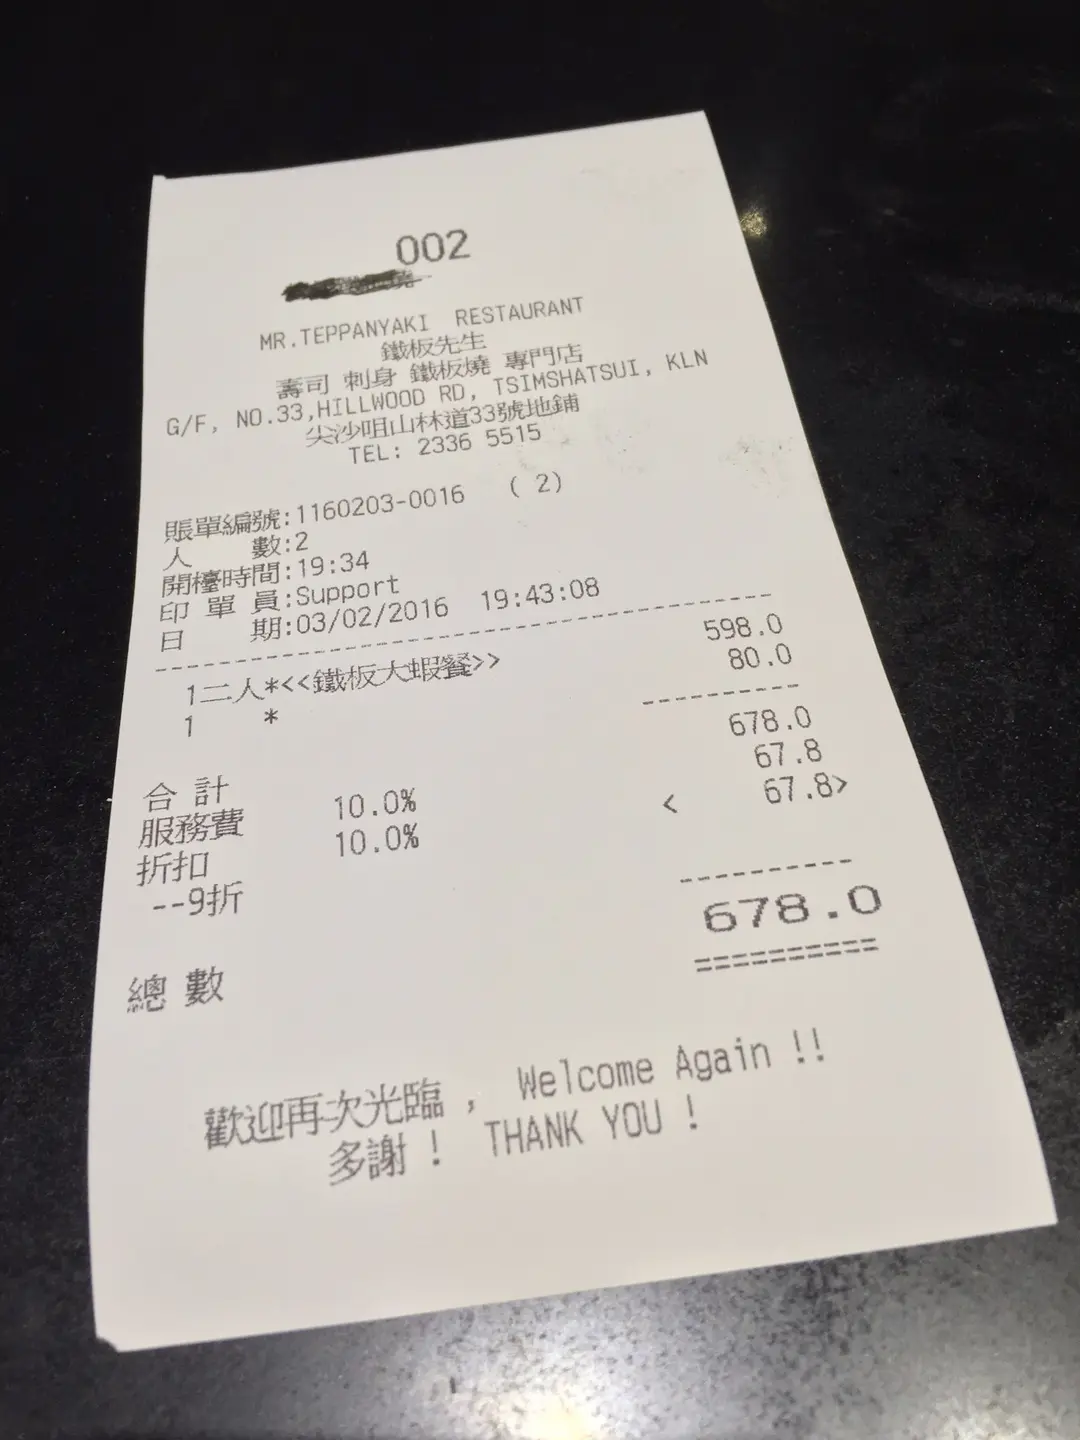 002
MR.TEPPANYAKI RESTAURANT
鐵板先生
壽司 刺身 鐵板燒 專門店
G/F, NO.33,HILLWOOD RD, TSIMSHATSUI, KLN
尖沙咀山林道33號地鋪
TEL: 2336 5515
賬單編號:1160203-0016 ( 2)
人 數:2
開檯時間:19:34
印單員:Support
日 期:03/02/2016 19:43:08
1二人*<<鐵板大蝦餐>> 598.0
1 * 80.0
合計 678.0
服務費 10.0% 67.8
折扣 10.0% < 67.8>
--9折
總數 678.0
歡迎再次光臨 , Welcome Again !!
多謝 ! THANK YOU !